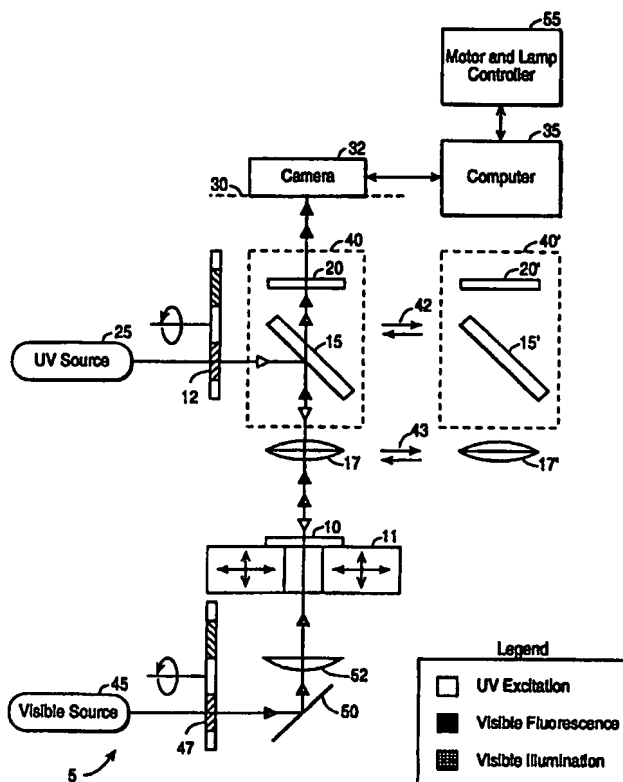 55
Motor and Lamp
Controller
35
32
Camera
Computer
30
40
40'
20
20'
42
25
15
15'
UV Source
12
43
17
17'
10
11
45
52
Visible Source
47
50
5
Legend
UV Excitation
Visible Fluorescence
Visible Illumination